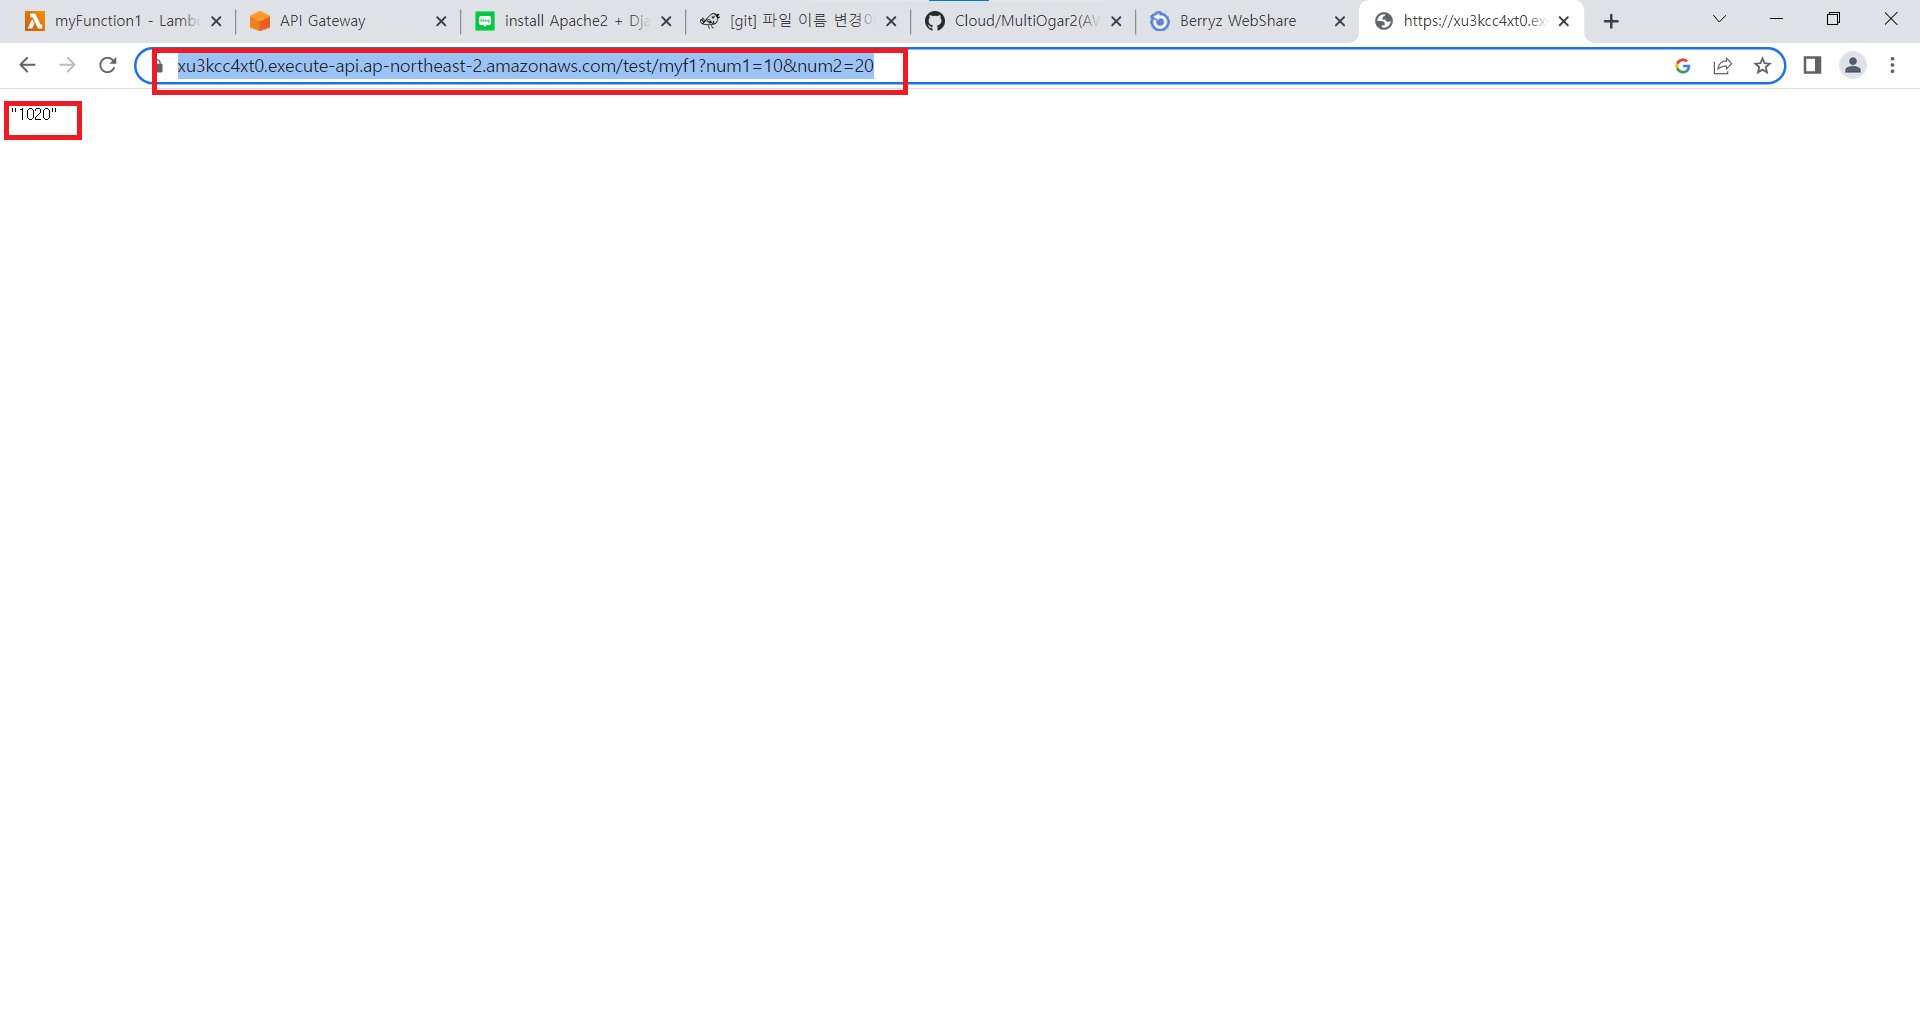 myFunction1 - Lamb
API Gateway
install Apache2 + Dja
[git] 파일 이름 변경이
Cloud/MultiOgar2(AW
Berryz WebShare
https://xu3kcc4xt0.ex
xu3kcc4xt0.execute-api.ap-northeast-2.amazonaws.com/test/myf1?num1=10&num2=20
"1020"